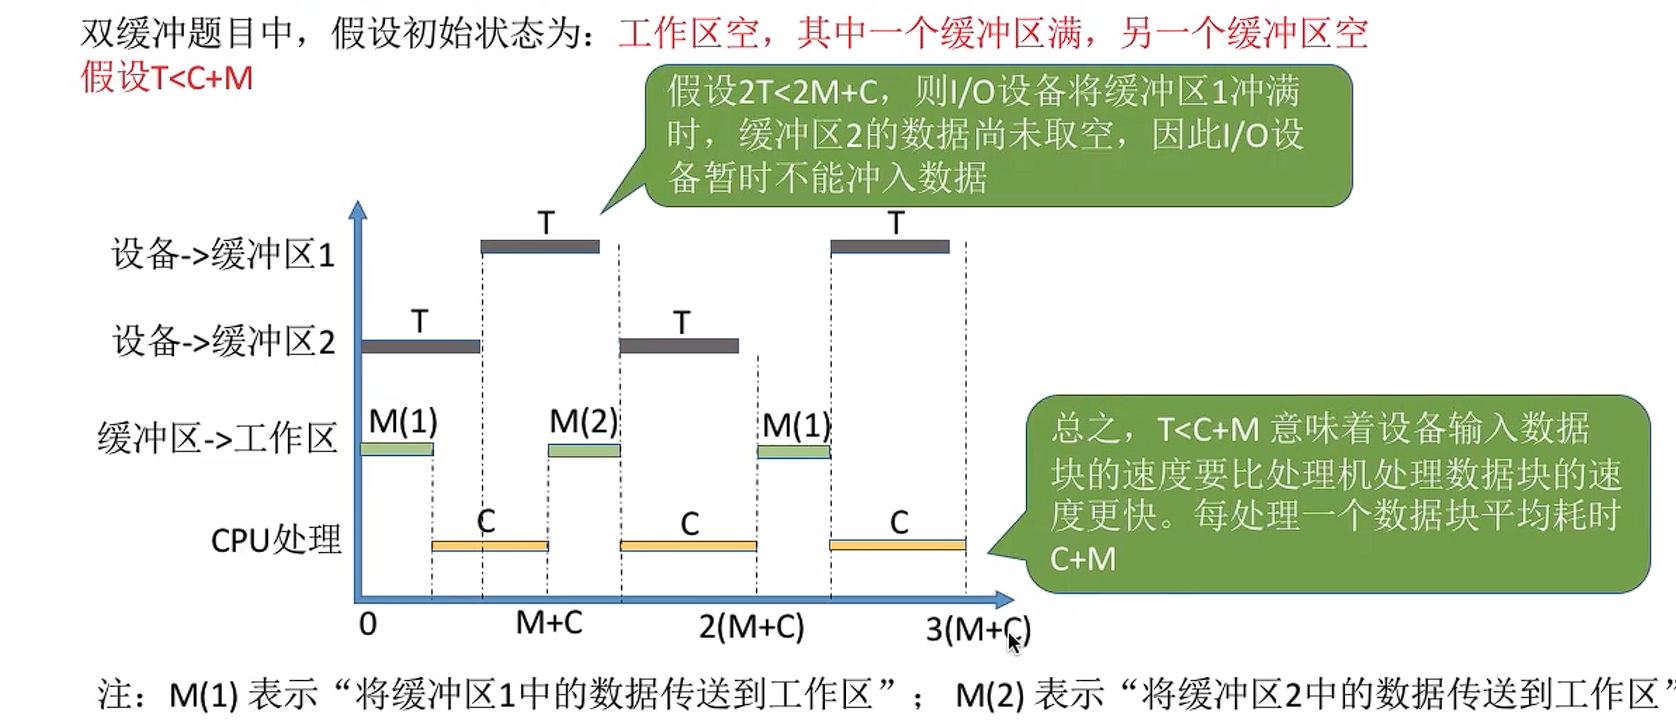 双缓冲题目中，假设初始状态为：工作区空，其中一个缓冲区满，另一个缓冲区空
假设T<C+M
假设2T<2M+C，则I/O设备将缓冲区1冲满
时，缓冲区2的数据尚未取空，因此I/O设
备暂时不能冲入数据
T
T
设备->缓冲区1
T
T
设备->缓冲区2
M(1)
M(2)
M(1)
缓冲区->工作区
总之，T<C+M 意味着设备输入数据
块的速度要比处理机处理数据块的速
度更快。每处理一个数据块平均耗时
C+M
C
C
C
CPU处理
0
M+C
2(M+C)
3(M+C)
注：M(1) 表示“将缓冲区1中的数据传送到工作区”； M(2) 表示“将缓冲区2中的数据传送到工作区”